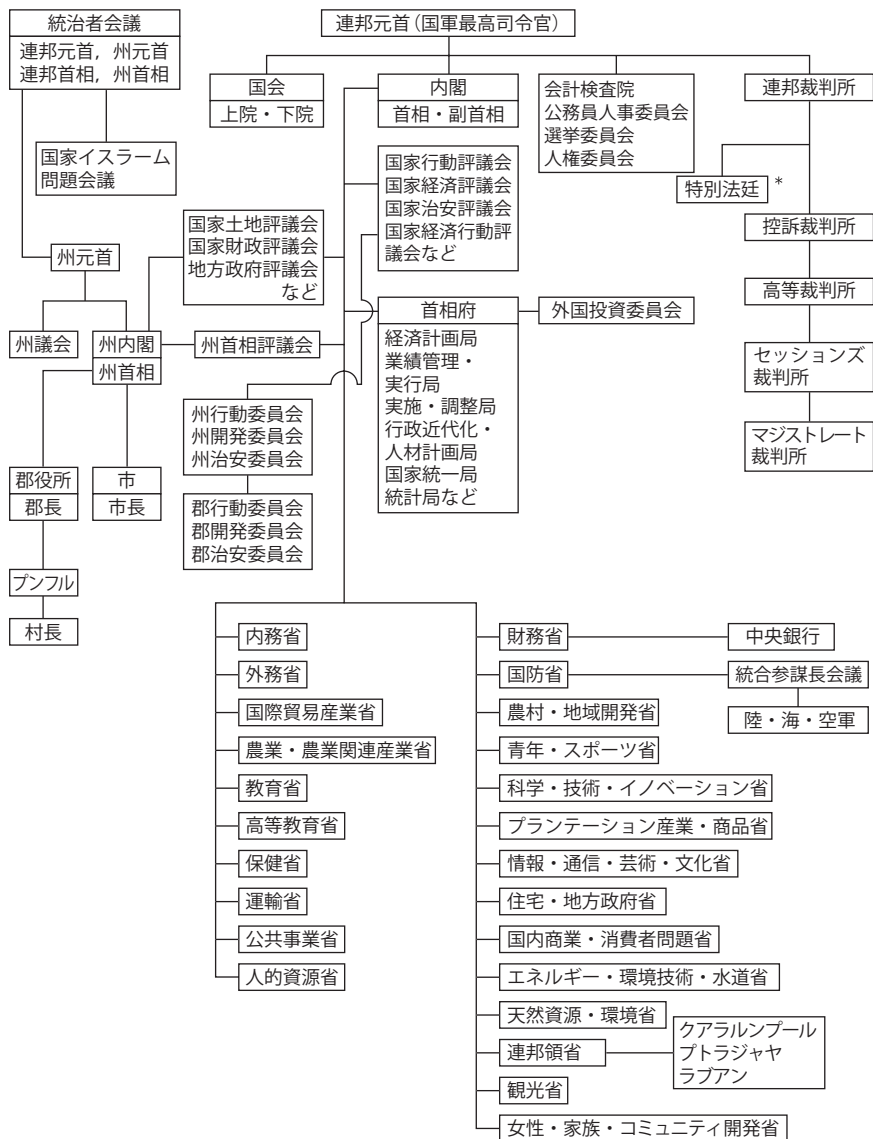 統治者会議
連邦元首，州元首
連邦首相，州首相
国家イスラーム
問題会議
連邦元首（国軍最高司令官）
国会
上院・下院
内閣
首相・副首相
会計検査院
公務員人事委員会
選挙委員会
人権委員会
連邦裁判所
特別法廷 *
控訴裁判所
高等裁判所
セッションズ
裁判所
マジストレート
裁判所
国家行動評議会
国家経済評議会
国家治安評議会
国家経済行動評
議会など
国家土地評議会
国家財政評議会
地方政府評議会
など
州元首
州議会
州内閣
州首相
州首相評議会
首相府
経済計画局
業績管理・
実行局
実施・調整局
行政近代化・
人材計画局
国家統一局
統計局など
外国投資委員会
州行動委員会
州開発委員会
州治安委員会
郡役所
郡長
市
市長
郡行動委員会
郡開発委員会
郡治安委員会
プンフル
村長
内務省
外務省
国際貿易産業省
農業・農業関連産業省
教育省
高等教育省
保健省
運輸省
公共事業省
人的資源省
財務省
中央銀行
国防省
統合参謀長会議
陸・海・空軍
農村・地域開発省
青年・スポーツ省
科学・技術・イノベーション省
プランテーション産業・商品省
情報・通信・芸術・文化省
住宅・地方政府省
国内商業・消費者問題省
エネルギー・環境技術・水道省
天然資源・環境省
連邦領省
クアラルンプール
プトラジャヤ
ラブアン
観光省
女性・家族・コミュニティ開発省